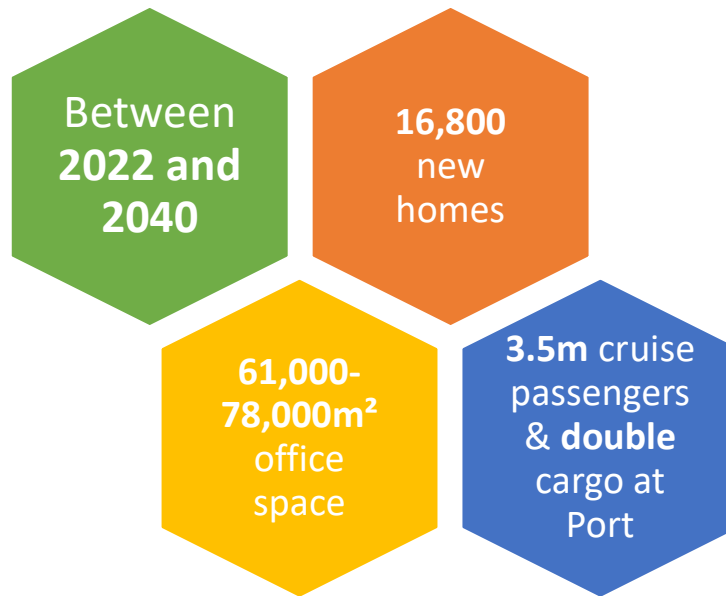 Between
2022 and
2040
16,800
new
homes
61,000-
78,000m²
office
space
3.5m cruise
passengers
& double
cargo at
Port